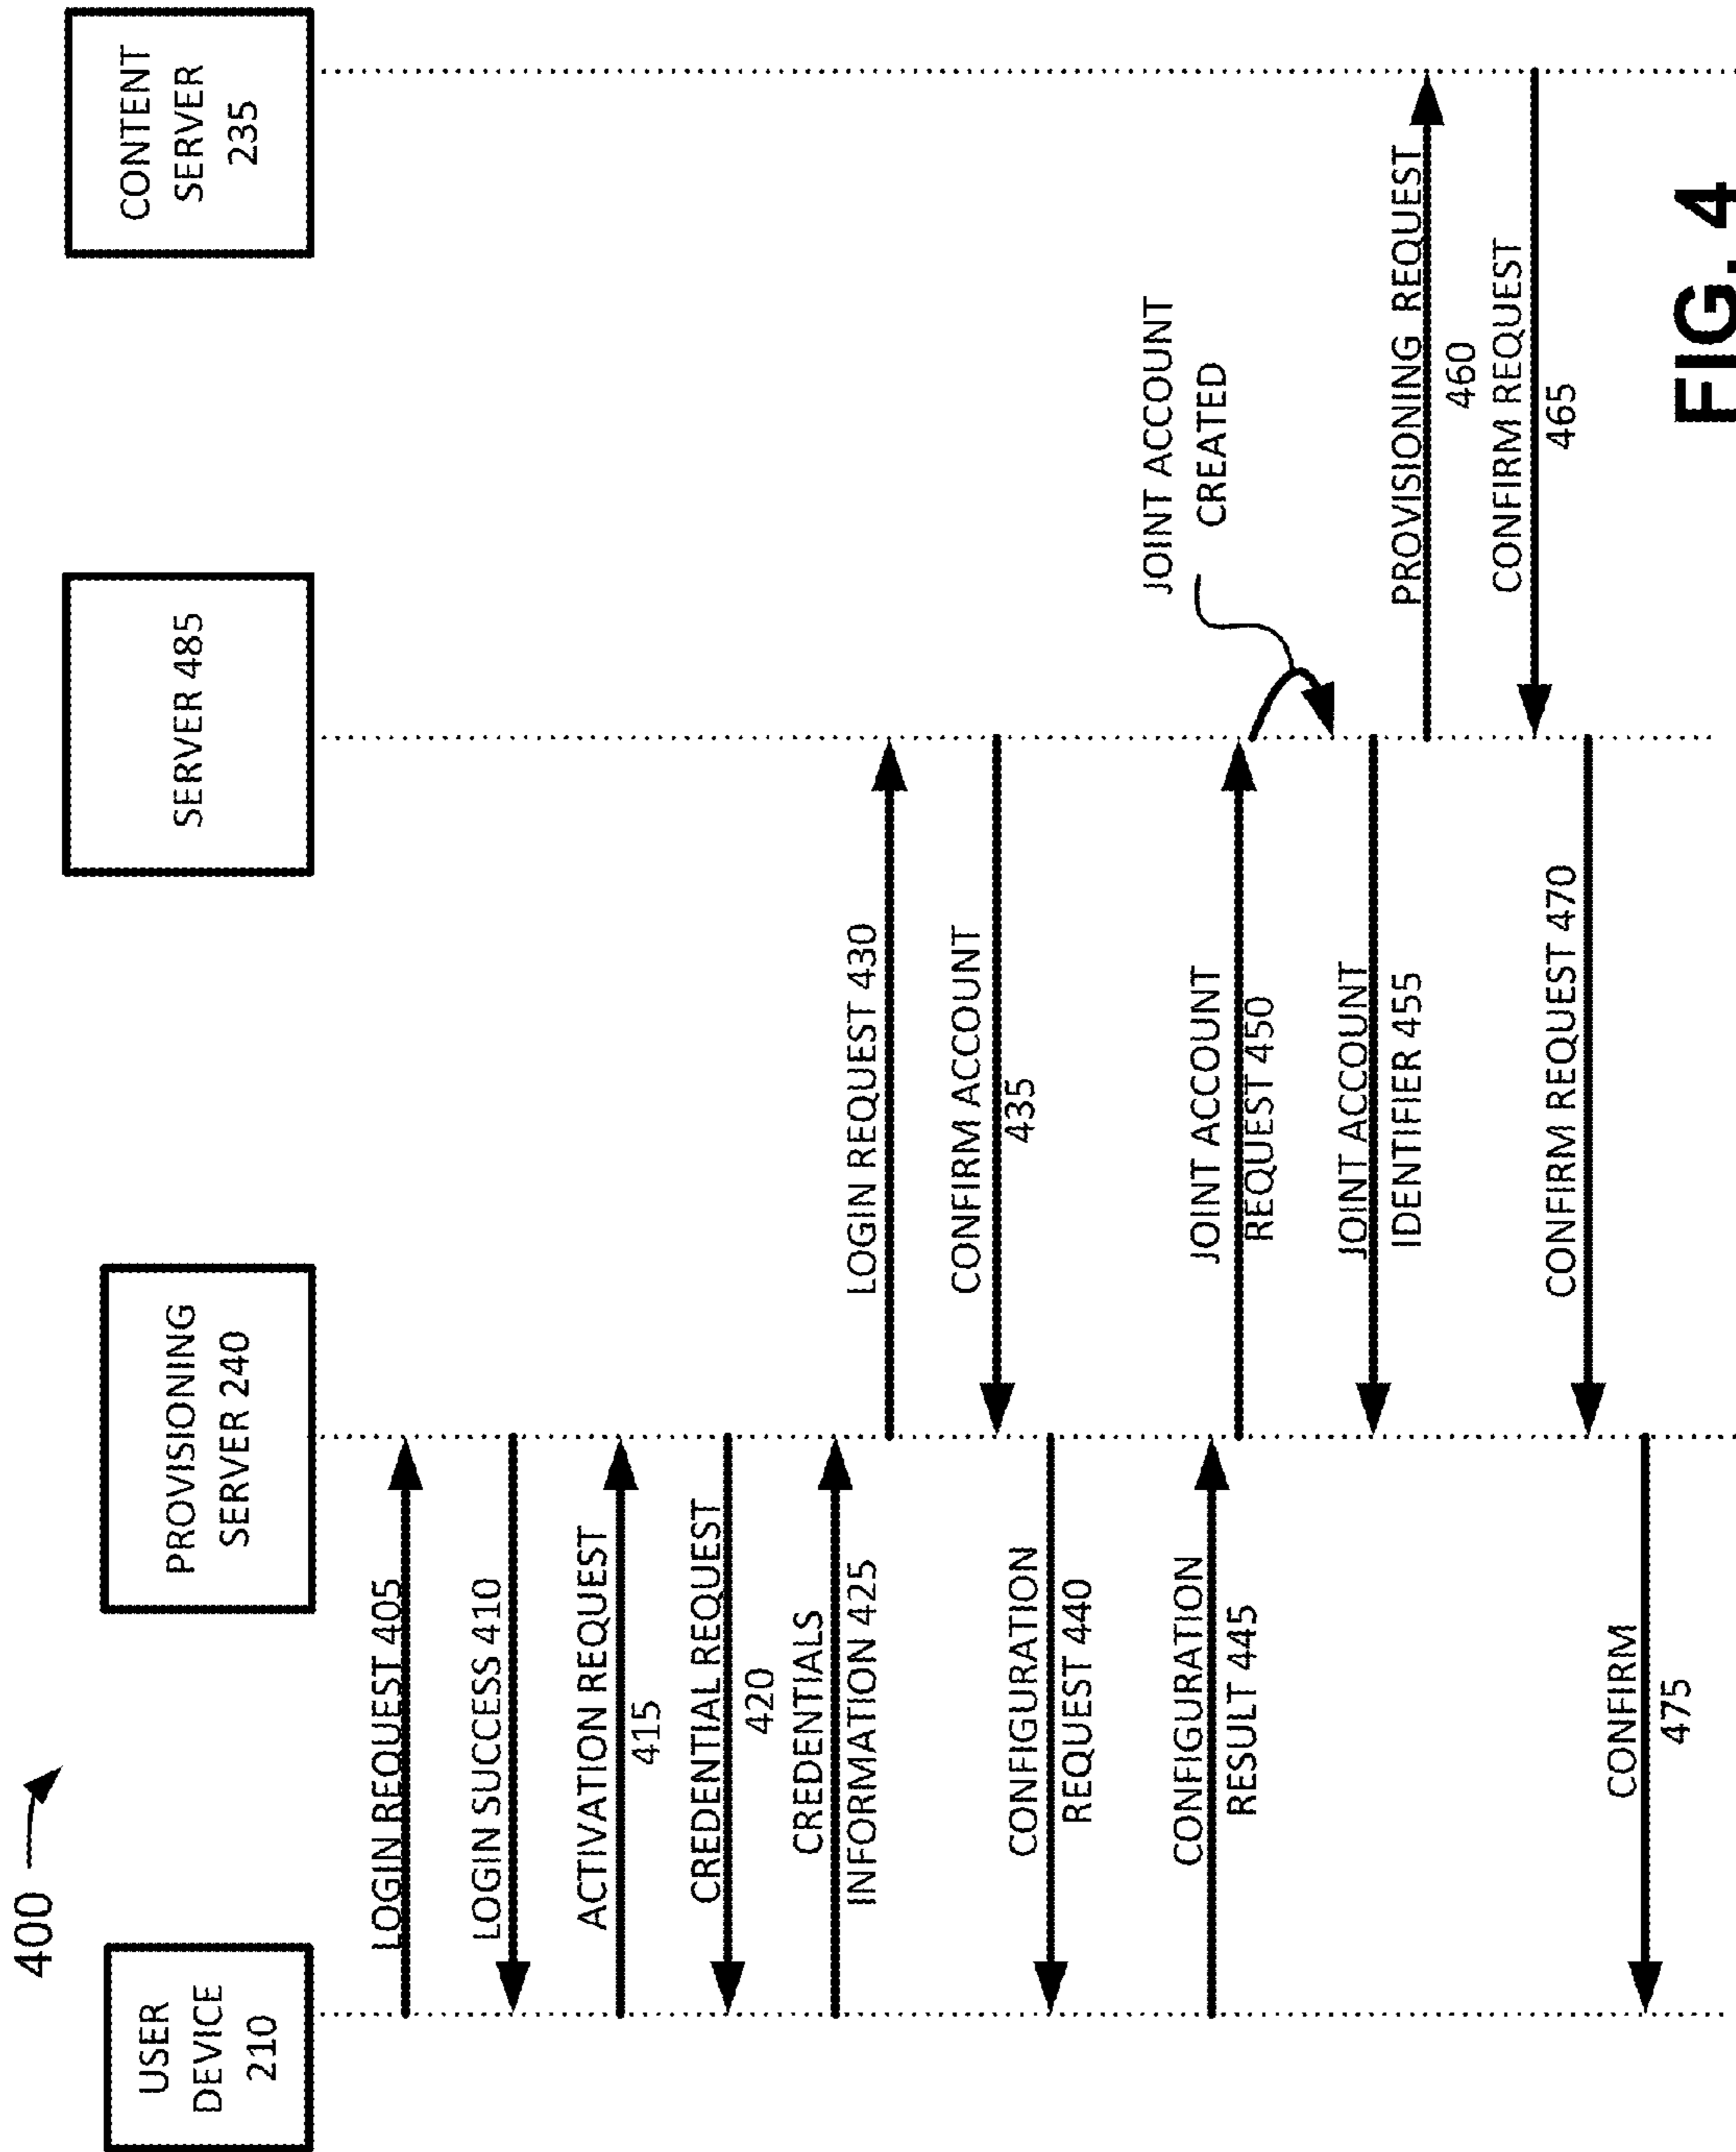 400
USER
DEVICE
210
PROVISIONING
SERVER 240
SERVER 485
CONTENT
SERVER
235
LOGIN REQUEST 405
LOGIN SUCCESS 410
ACTIVATION REQUEST
415
CREDENTIAL REQUEST
420
CREDENTIALS
INFORMATION 425
LOGIN REQUEST 430
CONFIRM ACCOUNT
435
CONFIGURATION
REQUEST 440
CONFIGURATION
RESULT 445
JOINT ACCOUNT
REQUEST 450
JOINT ACCOUNT
CREATED
JOINT ACCOUNT
IDENTIFIER 455
PROVISIONING REQUEST
460
CONFIRM REQUEST
465
CONFIRM REQUEST 470
CONFIRM
475
FIG. 4